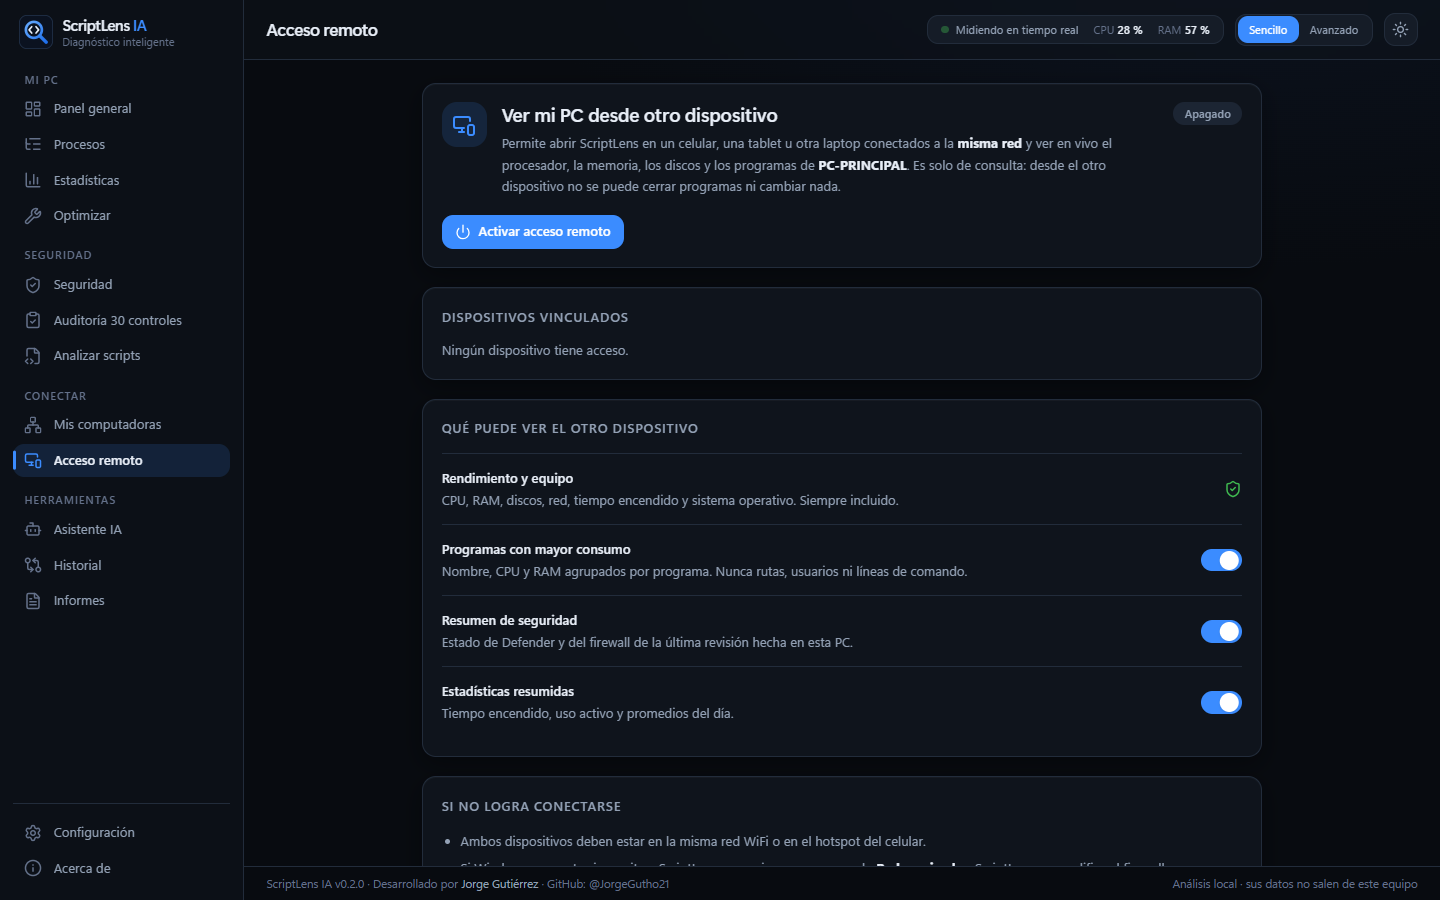 ScriptLens IA
Diagnóstico inteligente
MI PC
Panel general
Procesos
Estadísticas
Optimizar
SEGURIDAD
Seguridad
Auditoría 30 controles
Analizar scripts
CONECTAR
Mis computadoras
Acceso remoto
HERRAMIENTAS
Asistente IA
Historial
Informes
Configuración
Acerca de
Acceso remoto
Midiendo en tiempo real CPU 28 % RAM 57 %
Sencillo Avanzado
Ver mi PC desde otro dispositivo
Apagado
Permite abrir ScriptLens en un celular, una tablet u otra laptop conectados a la misma red y ver en vivo el
procesador, la memoria, los discos y los programas de PC-PRINCIPAL. Es solo de consulta: desde el otro
dispositivo no se puede cerrar programas ni cambiar nada.
Activar acceso remoto
DISPOSITIVOS VINCULADOS
Ningún dispositivo tiene acceso.
QUÉ PUEDE VER EL OTRO DISPOSITIVO
Rendimiento y equipo
CPU, RAM, discos, red, tiempo encendido y sistema operativo. Siempre incluido.
Programas con mayor consumo
Nombre, CPU y RAM agrupados por programa. Nunca rutas, usuarios ni líneas de comando.
Resumen de seguridad
Estado de Defender y del firewall de la última revisión hecha en esta PC.
Estadísticas resumidas
Tiempo encendido, uso activo y promedios del día.
SI NO LOGRA CONECTARSE
Ambos dispositivos deben estar en la misma red WiFi o en el hotspot del celular.
ScriptLens IA v0.2.0 · Desarrollado por Jorge Gutiérrez · GitHub: @JorgeGutho21
Análisis local · sus datos no salen de este equipo